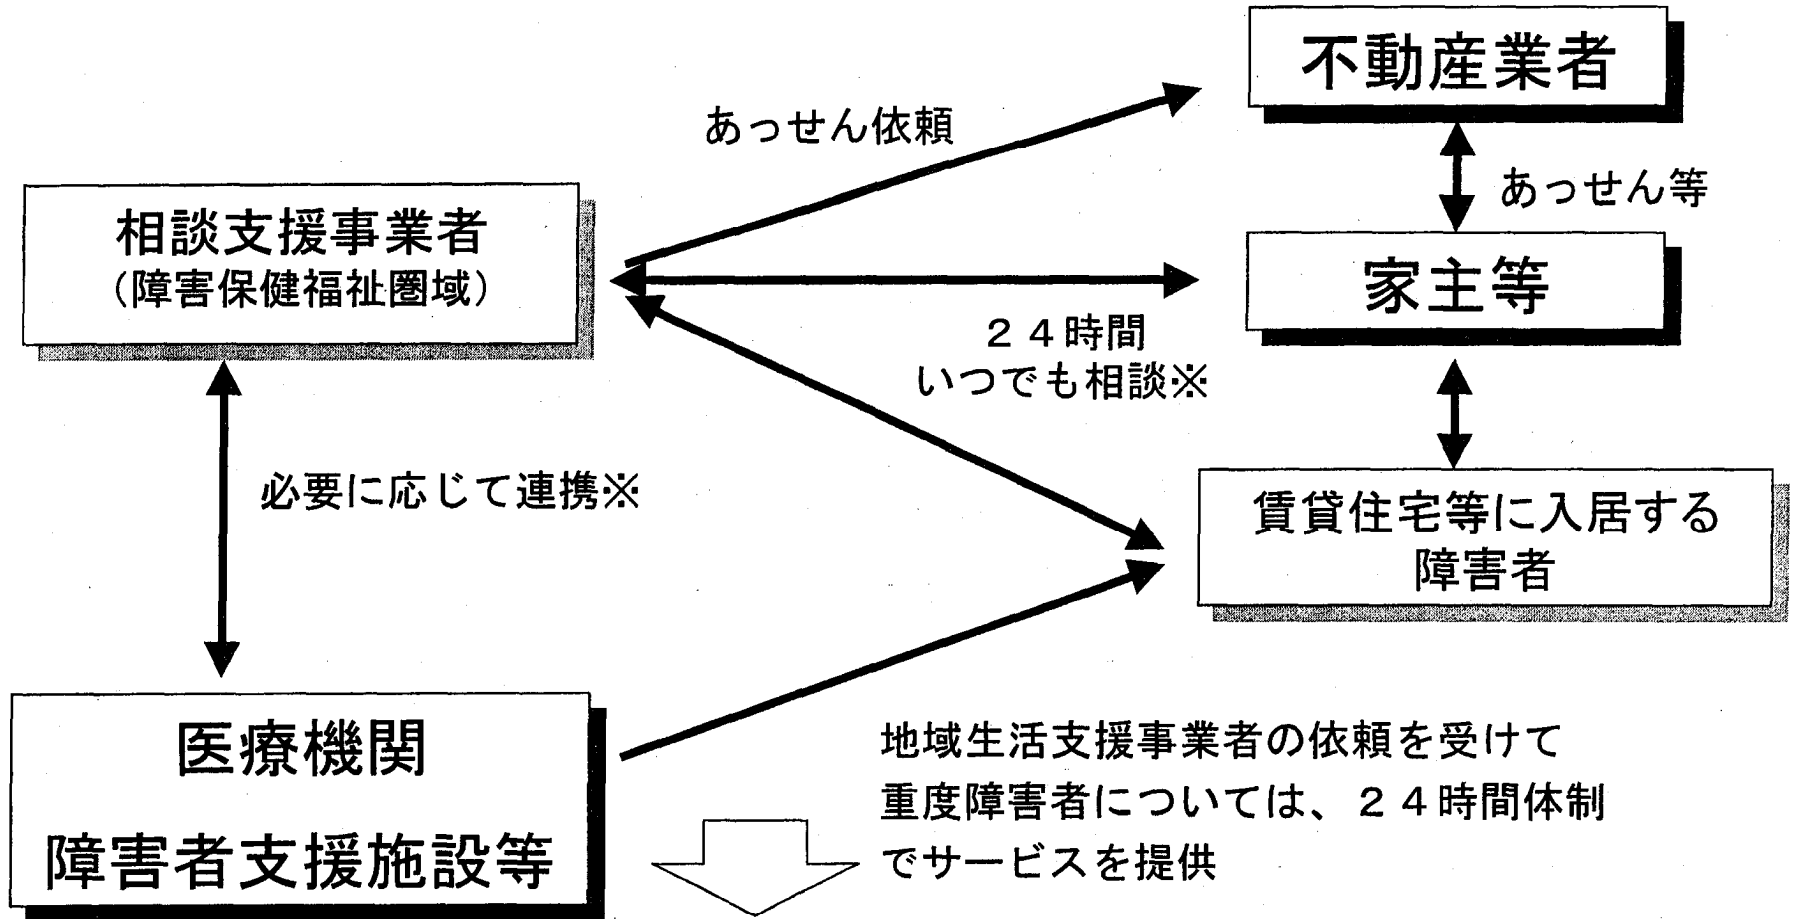 不動産業者
あっせん依頼
あっせん等
相談支援事業者
（障害保健福祉圏域）
家主等
２４時間
いつでも相談※
必要に応じて連携※
賃貸住宅等に入居する
障害者
医療機関
障害者支援施設等
地域生活支援事業者の依頼を受けて
重度障害者については、２４時間体制
でサービスを提供